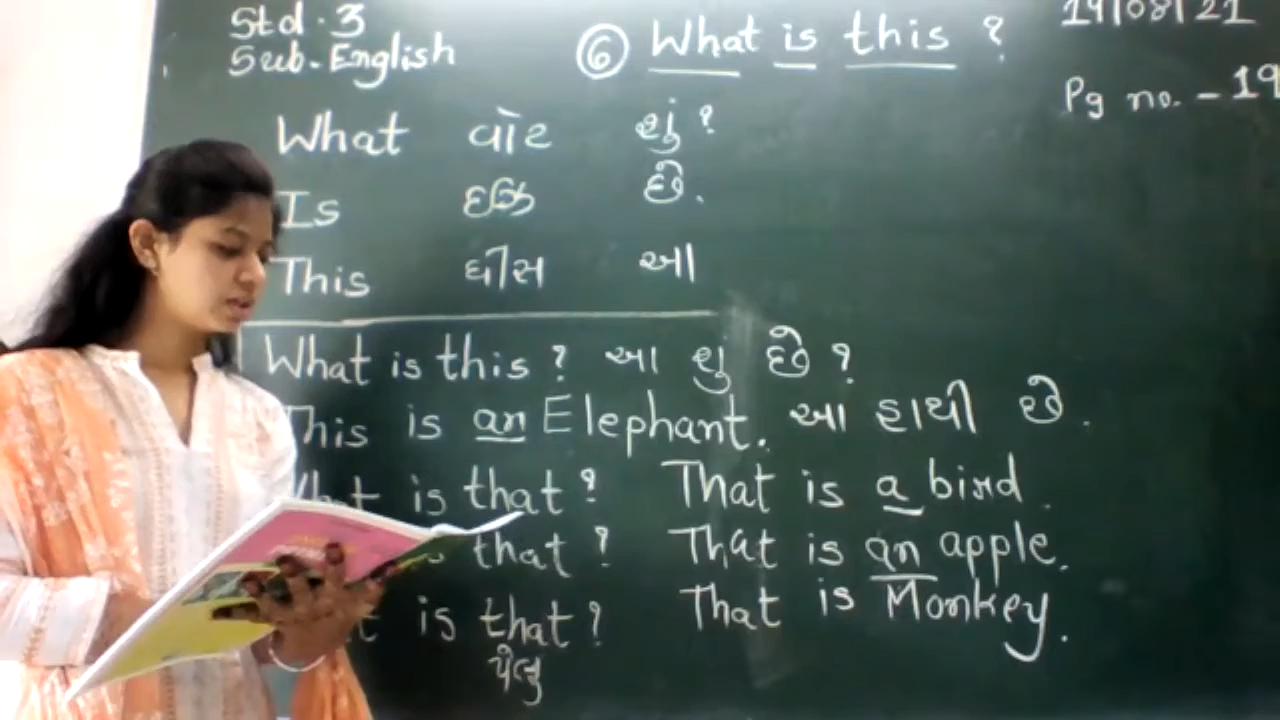 Std. 3
Sub-English
⑥ What is this ?
19/08/21
Pg no. - 19
What વોટ શું?
Is ઇઝ છે.
This ધીસ આ
What is this? આ શું છે?
This is an Elephant. આ હાથી છે.
What is that? That is a bird.
that? That is an apple.
is that? That is Monkey.
પેલુ